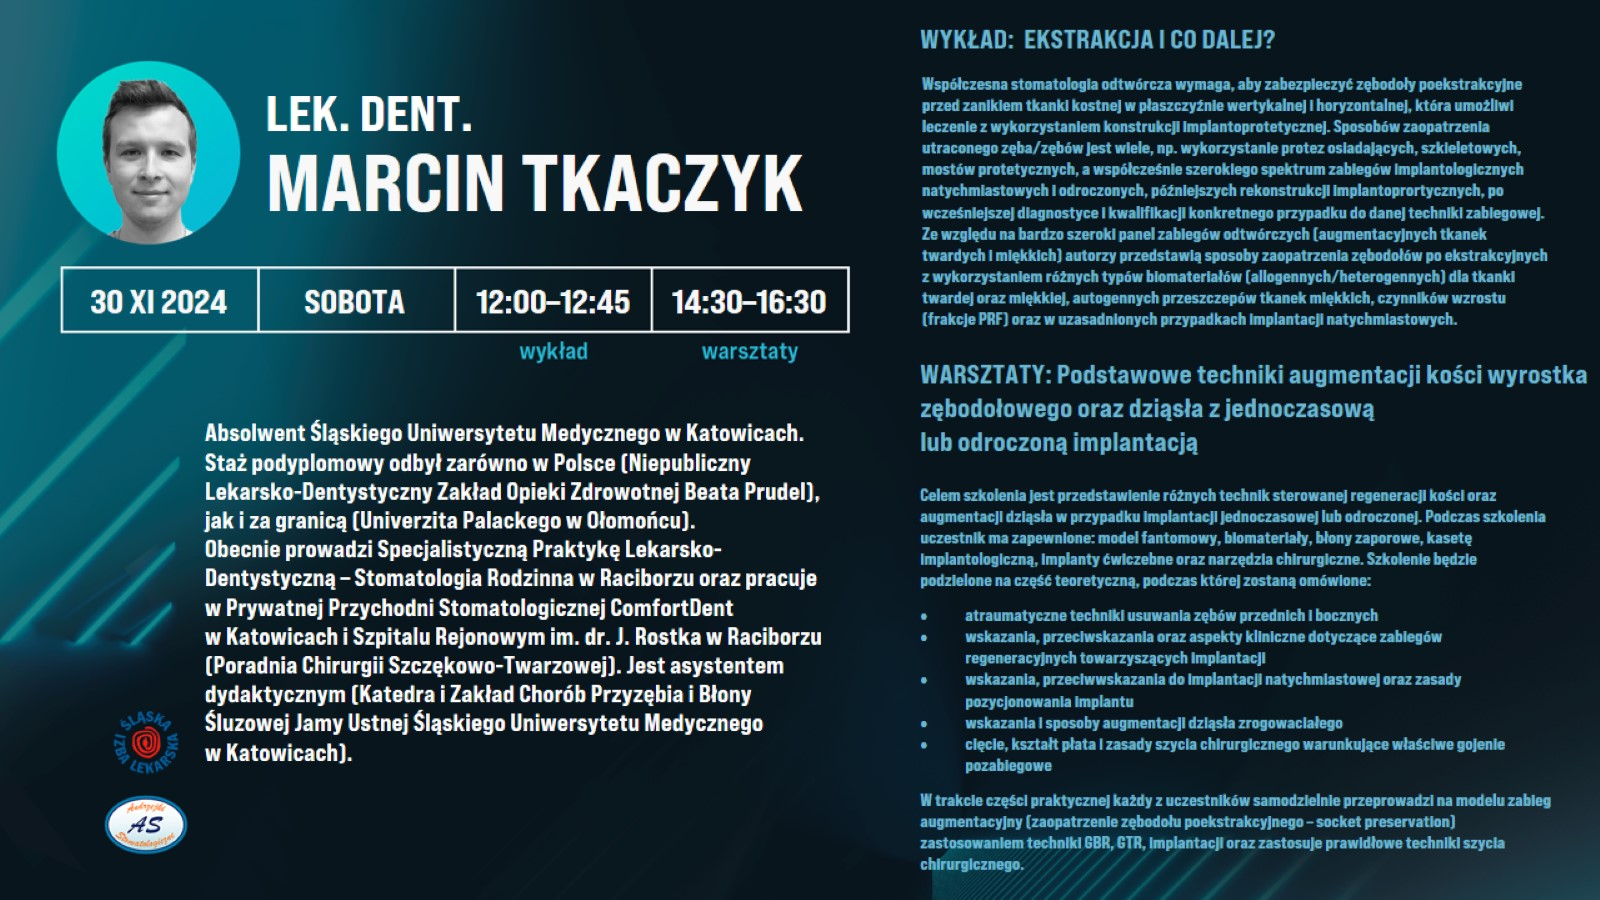 LEK. DENT.
MARCIN TKACZYK
30 XI 2024
SOBOTA
12:00–12:45
14:30–16:30
wykład
warsztaty
Absolwent Śląskiego Uniwersytetu Medycznego w Katowicach.
Staż podyplomowy odbył zarówno w Polsce (Niepubliczny
Lekarsko-Dentystyczny Zakład Opieki Zdrowotnej Beata Prudel),
jak i za granicą (Univerzita Palackego w Ołomońcu).
Obecnie prowadzi Specjalistyczną Praktykę Lekarsko-
Dentystyczną – Stomatologia Rodzinna w Raciborzu oraz pracuje
w Prywatnej Przychodni Stomatologicznej ComfortDent
w Katowicach i Szpitalu Rejonowym im. dr. J. Rostka w Raciborzu
(Poradnia Chirurgii Szczękowo-Twarzowej). Jest asystentem
dydaktycznym (Katedra i Zakład Chorób Przyzębia i Błony
Śluzowej Jamy Ustnej Śląskiego Uniwersytetu Medycznego
w Katowicach).
ŚLĄSKA
IZBA LEKARSKA
Andrzejki
AS
Stomatologiczne
WYKŁAD: EKSTRAKCJA I CO DALEJ?
Współczesna stomatologia odtwórcza wymaga, aby zabezpieczyć zębodoły poekstrakcyjne
przed zanikiem tkanki kostnej w płaszczyźnie wertykalnej i horyzontalnej, która umożliwi
leczenie z wykorzystaniem konstrukcji implantoprotetycznej. Sposobów zaopatrzenia
utraconego zęba/zębów jest wiele, np. wykorzystanie protez osiadających, szkieletowych,
mostów protetycznych, a współcześnie szerokiego spektrum zabiegów implantologicznych
natychmiastowych i odroczonych, późniejszych rekonstrukcji implantoprortycznych, po
wcześniejszej diagnostyce i kwalifikacji konkretnego przypadku do danej techniki zabiegowej.
Ze względu na bardzo szeroki panel zabiegów odtwórczych (augmentacyjnych tkanek
twardych i miękkich) autorzy przedstawią sposoby zaopatrzenia zębodołów po ekstrakcyjnych
z wykorzystaniem różnych typów biomateriałów (allogennych/heterogennych) dla tkanki
twardej oraz miękkiej, autogennych przeszczepów tkanek miękkich, czynników wzrostu
(frakcje PRF) oraz w uzasadnionych przypadkach implantacji natychmiastowych.
WARSZTATY: Podstawowe techniki augmentacji kości wyrostka
zębodołowego oraz dziąsła z jednoczasową
lub odroczoną implantacją
Celem szkolenia jest przedstawienie różnych technik sterowanej regeneracji kości oraz
augmentacji dziąsła w przypadku implantacji jednoczasowej lub odroczonej. Podczas szkolenia
uczestnik ma zapewnione: model fantomowy, biomateriały, błony zaporowe, kasetę
implantologiczną, implanty ćwiczebne oraz narzędzia chirurgiczne. Szkolenie będzie
podzielone na część teoretyczną, podczas której zostaną omówione:
• atraumatyczne techniki usuwania zębów przednich i bocznych
• wskazania, przeciwskazania oraz aspekty kliniczne dotyczące zabiegów
regeneracyjnych towarzyszących implantacji
• wskazania, przeciwwskazania do implantacji natychmiastowej oraz zasady
pozycjonowania implantu
• wskazania i sposoby augmentacji dziąsła zrogowaciałego
• cięcie, kształt płata i zasady szycia chirurgicznego warunkujące właściwe gojenie
pozabiegowe
W trakcie części praktycznej każdy z uczestników samodzielnie przeprowadzi na modelu zabieg
augmentacyjny (zaopatrzenie zębodołu poekstrakcyjnego – socket preservation)
zastosowaniem techniki GBR, GTR, implantacji oraz zastosuje prawidłowe techniki szycia
chirurgicznego.